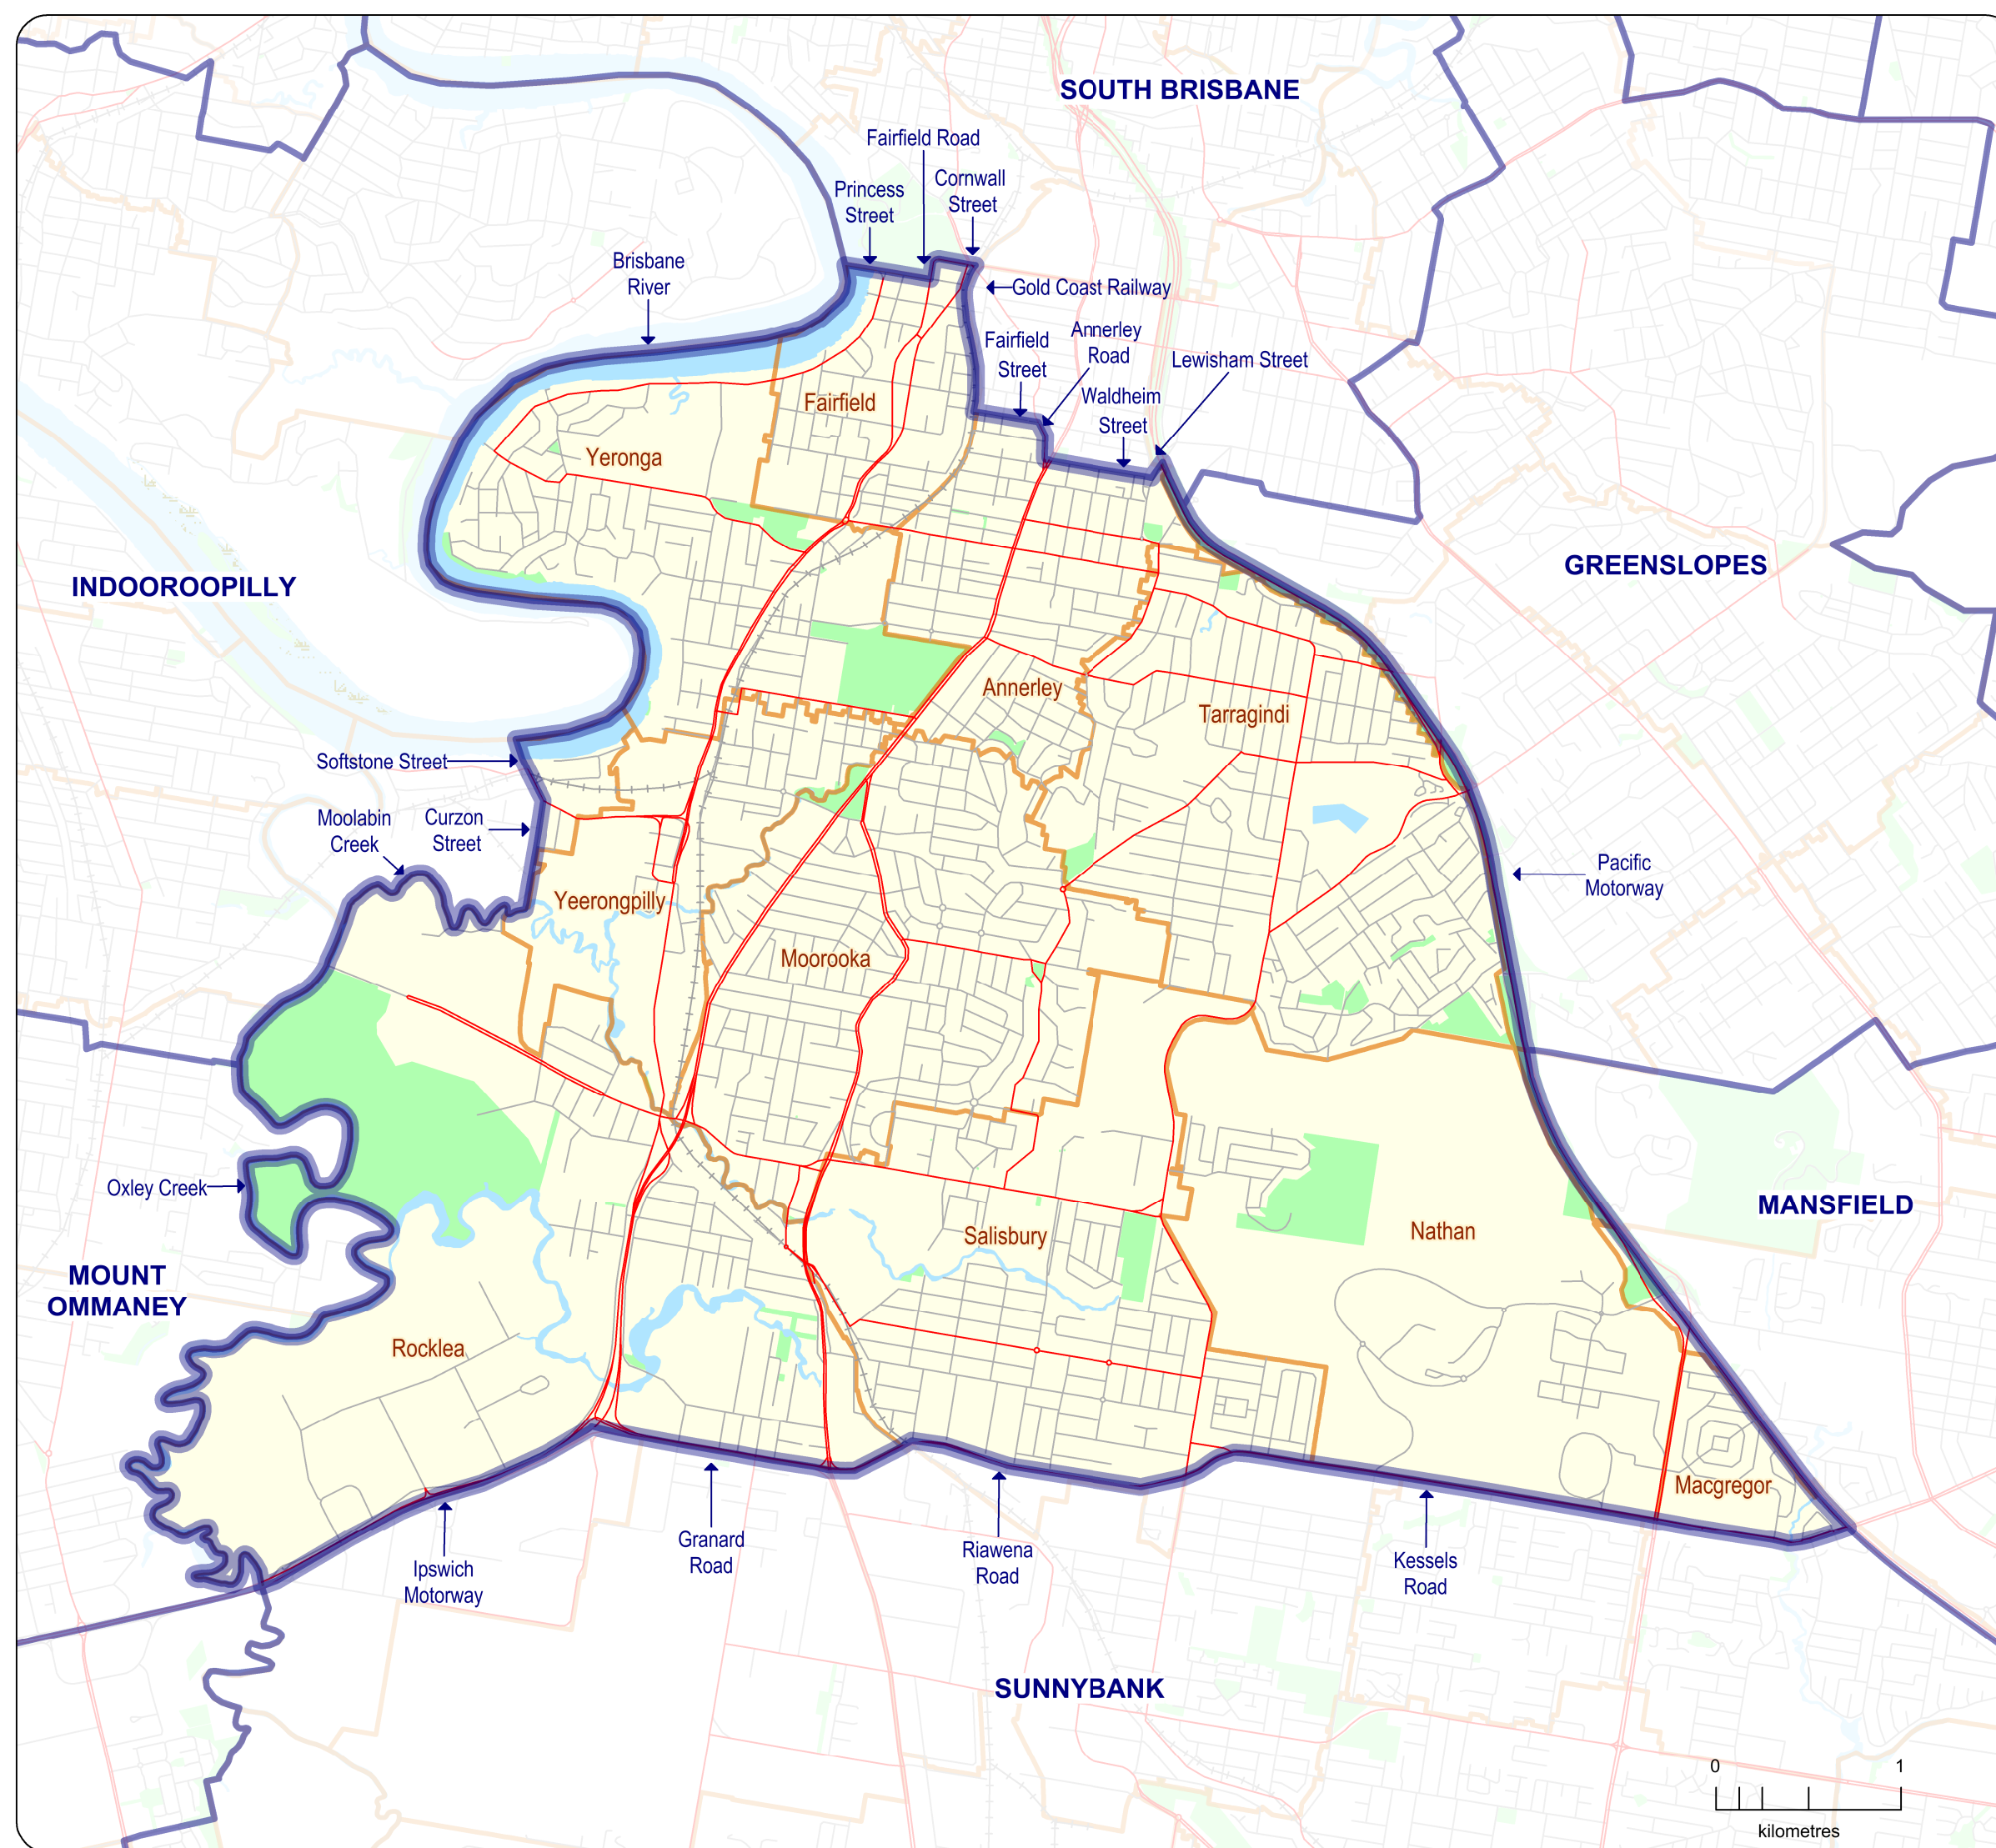 SOUTH BRISBANE
Fairfield Road
Princess
Street
Cornwall
Street
Brisbane
River
Gold Coast Railway
Fairfield
Street
Annerley
Road
Lewisham Street
Waldheim
Street
Fairfield
Yeronga
INDOOROOPILLY
GREENSLOPES
Annerley
Tarragindi
Softstone Street
Moolabin
Creek
Curzon
Street
Pacific
Motorway
Yeerongpilly
Moorooka
Oxley Creek
MANSFIELD
Salisbury
Nathan
MOUNT
OMMANEY
Rocklea
Macgregor
Granard
Road
Riawena
Road
Ipswich
Motorway
Kessels
Road
SUNNYBANK
0 1
kilometres